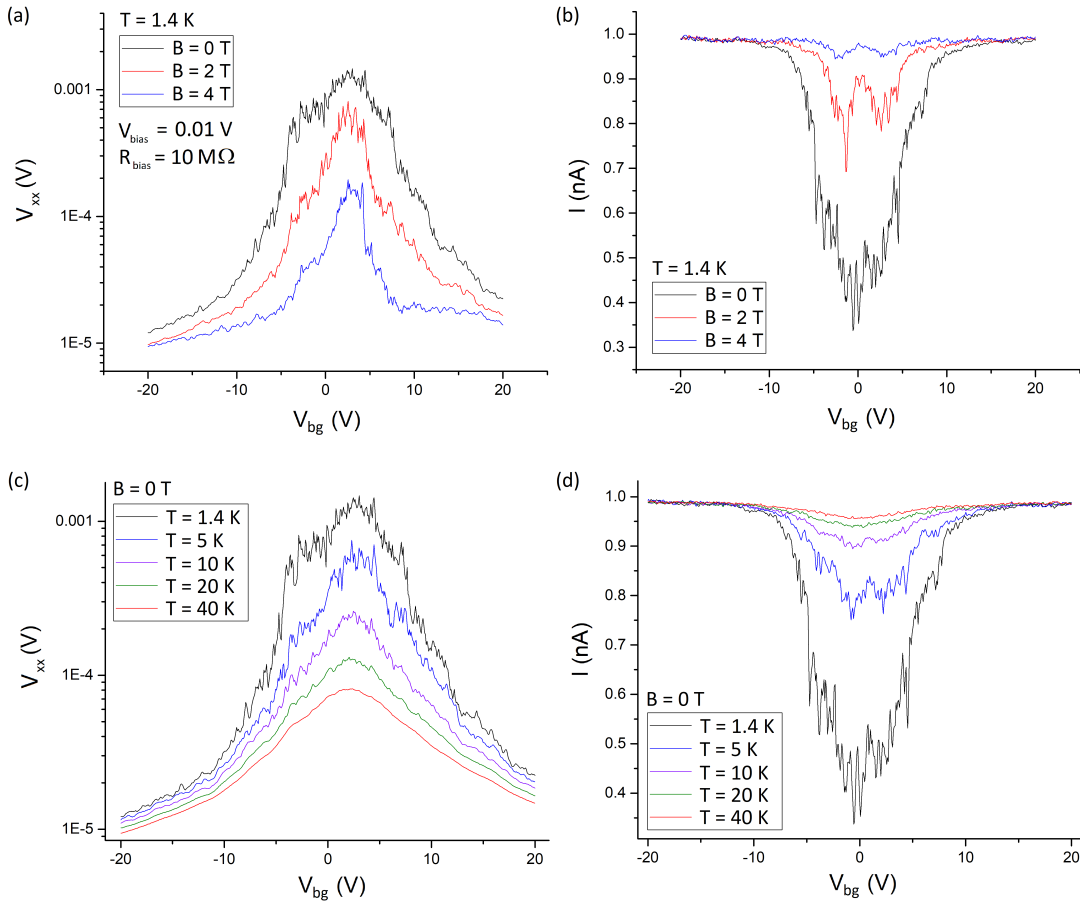 (a)
T = 1.4 K
B = 0 T
B = 2 T
B = 4 T
V_bias = 0.01 V
R_bias = 10 MΩ
0.001
1E-4
1E-5
V_xx (V)
-20 -10 0 10 20
V_bg (V)
(b)
1.0
0.9
0.8
0.7
0.6
0.5
0.4
0.3
I (nA)
T = 1.4 K
B = 0 T
B = 2 T
B = 4 T
-20 -10 0 10 20
V_bg (V)
(c)
B = 0 T
T = 1.4 K
T = 5 K
T = 10 K
T = 20 K
T = 40 K
0.001
1E-4
1E-5
V_xx (V)
-20 -10 0 10 20
V_bg (V)
(d)
1.0
0.9
0.8
0.7
0.6
0.5
0.4
I (nA)
B = 0 T
T = 1.4 K
T = 5 K
T = 10 K
T = 20 K
T = 40 K
-20 -10 0 10 20
V_bg (V)